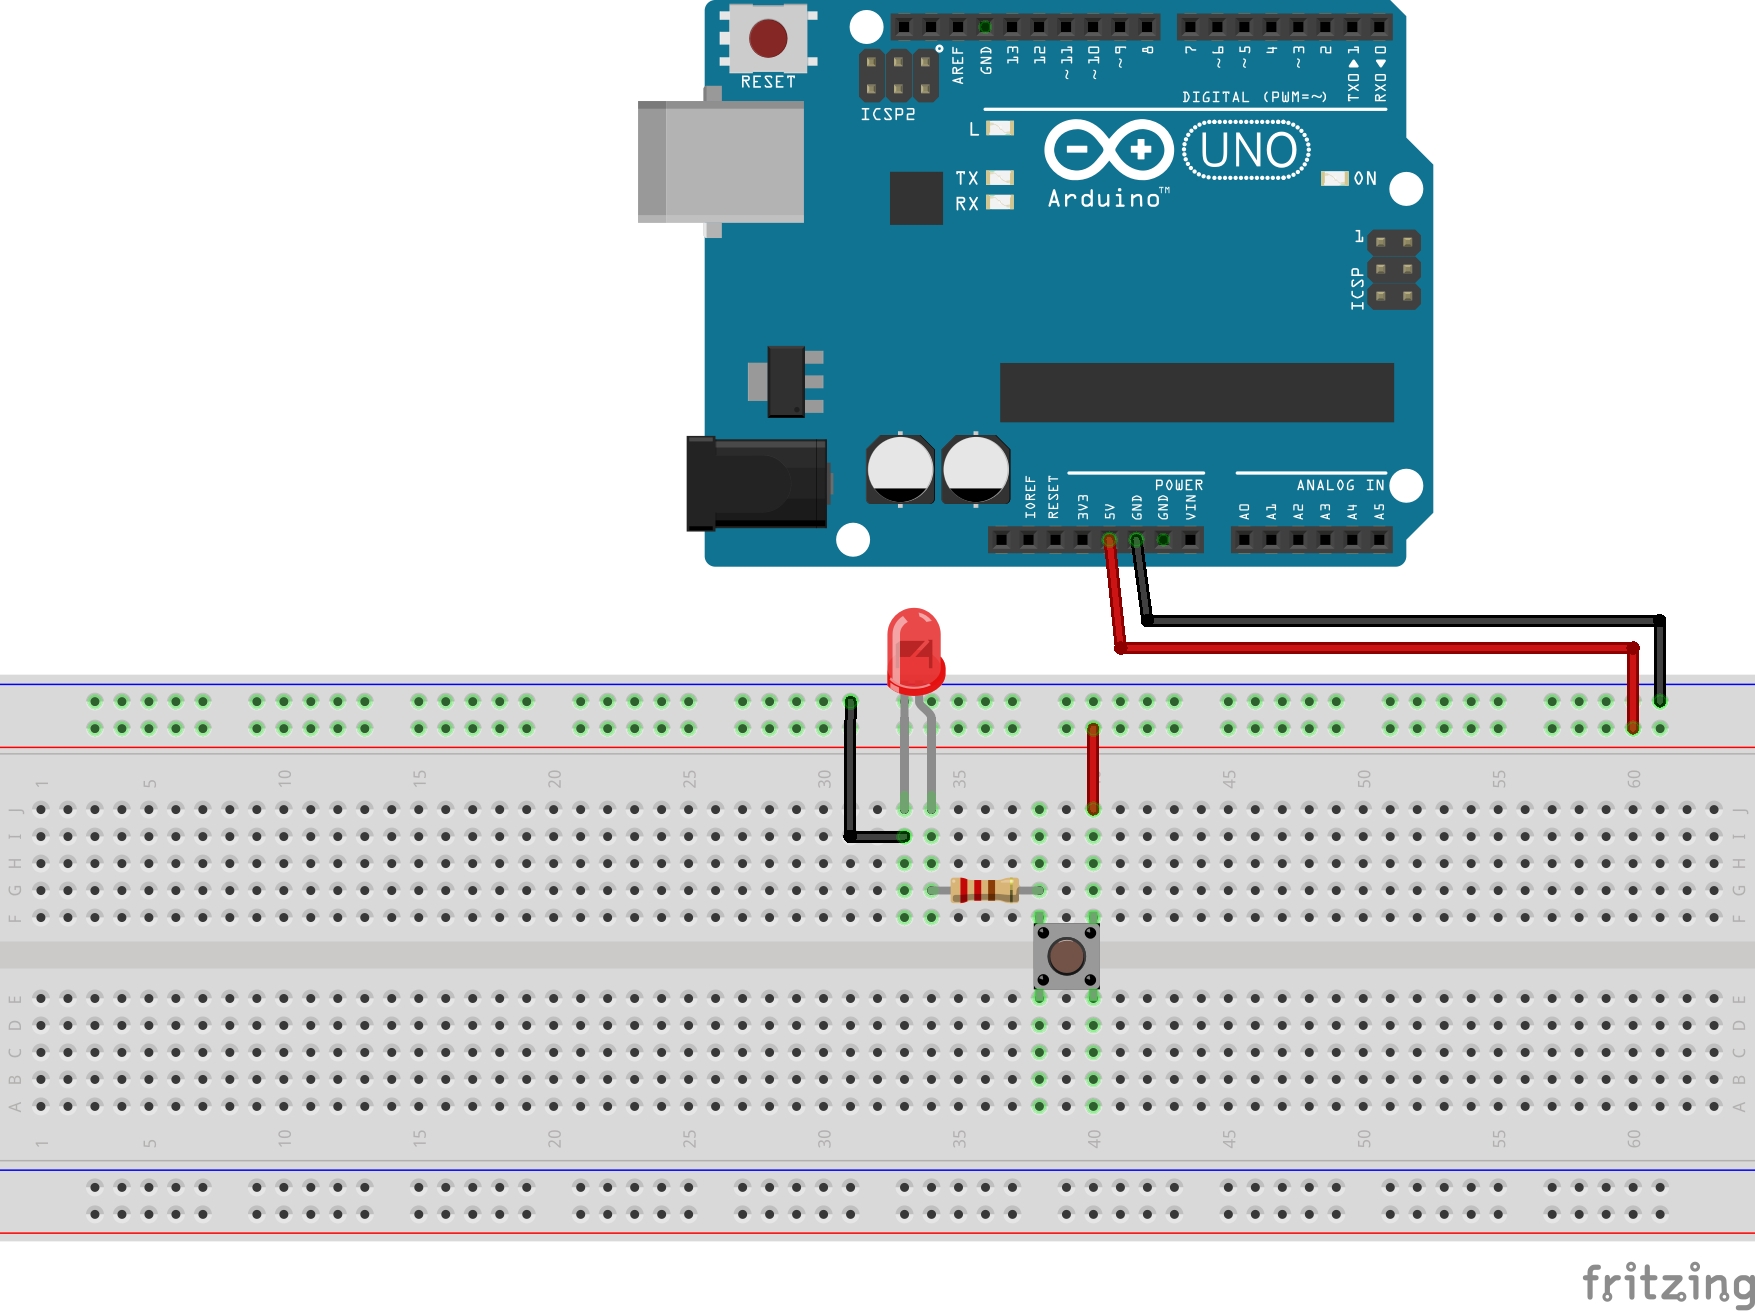 RESET
ICSP2
AREF
GND
13
12
~11
~10
~9
8
7
~6
~5
4
~3
2
TX0▶1
RX0◀0
DIGITAL (PWM=~)
L
TX
RX
UNO
Arduino™
ON
1
ICSP
POWER
ANALOG IN
IOREF
RESET
3V3
5V
GND
GND
VIN
A0
A1
A2
A3
A4
A5
1 5 10 15 20 25 30 35 45 50 55 60
J J
I I
H H
G G
F F
E E
D D
C C
B B
A A
1 5 10 15 20 25 30 35 40 45 50 55 60
fritzing